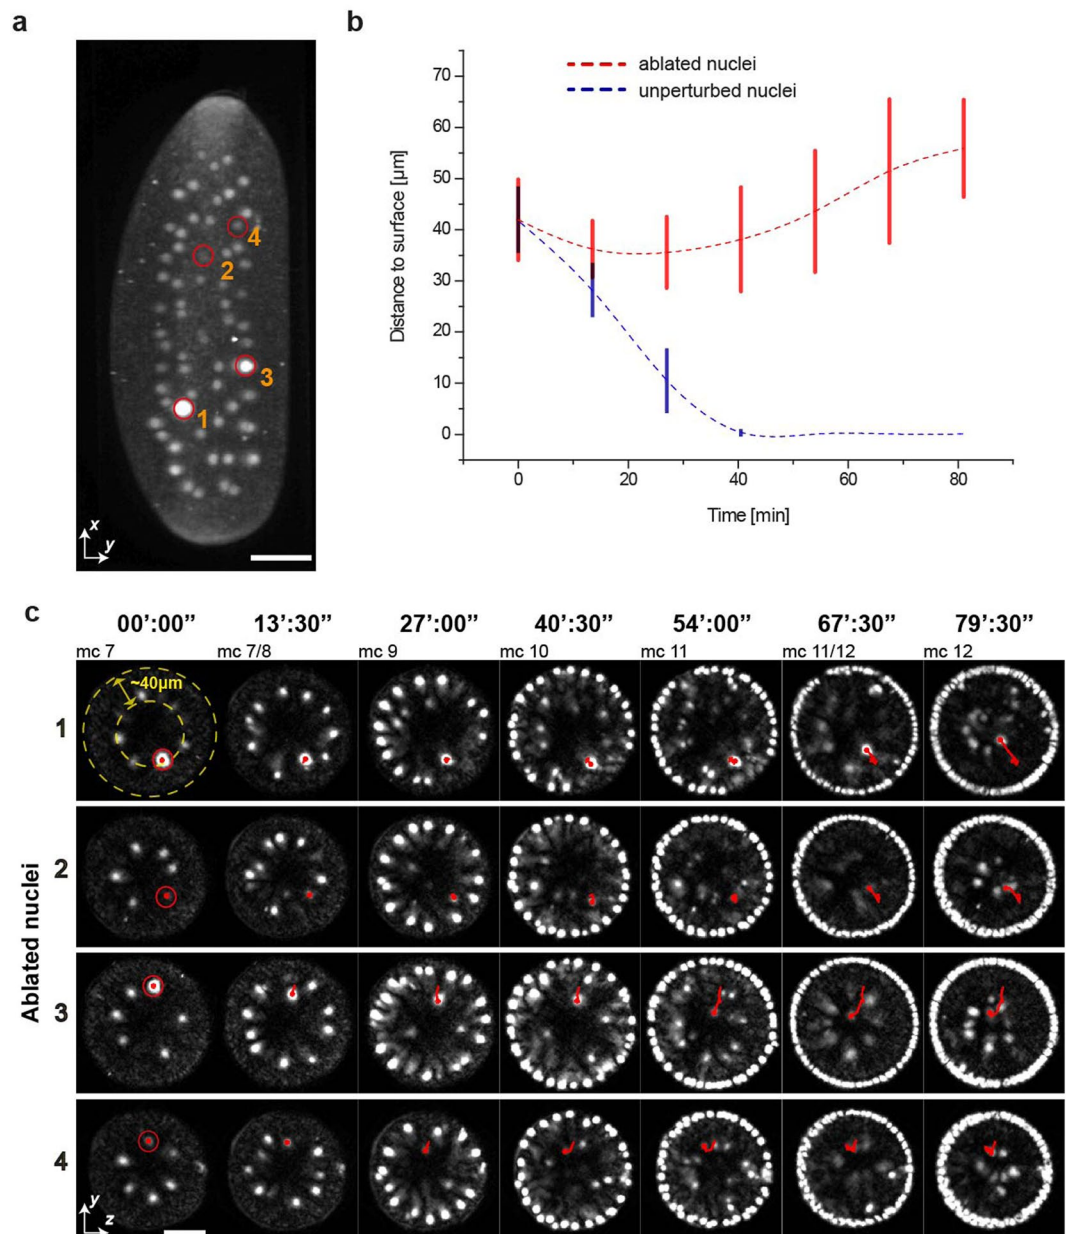 a
4
2
3
1
x
y
b
ablated nuclei
unperturbed nuclei
70
60
50
40
30
20
10
0
Distance to surface [µm]
0 20 40 60 80
Time [min]
c
00’:00” 13’:30” 27’:00” 40’:30” 54’:00” 67’:30” 79’:30”
mc 7 mc 7/8 mc 9 mc 10 mc 11 mc 11/12 mc 12
~40µm
Ablated nuclei
1
2
3
4
y
z